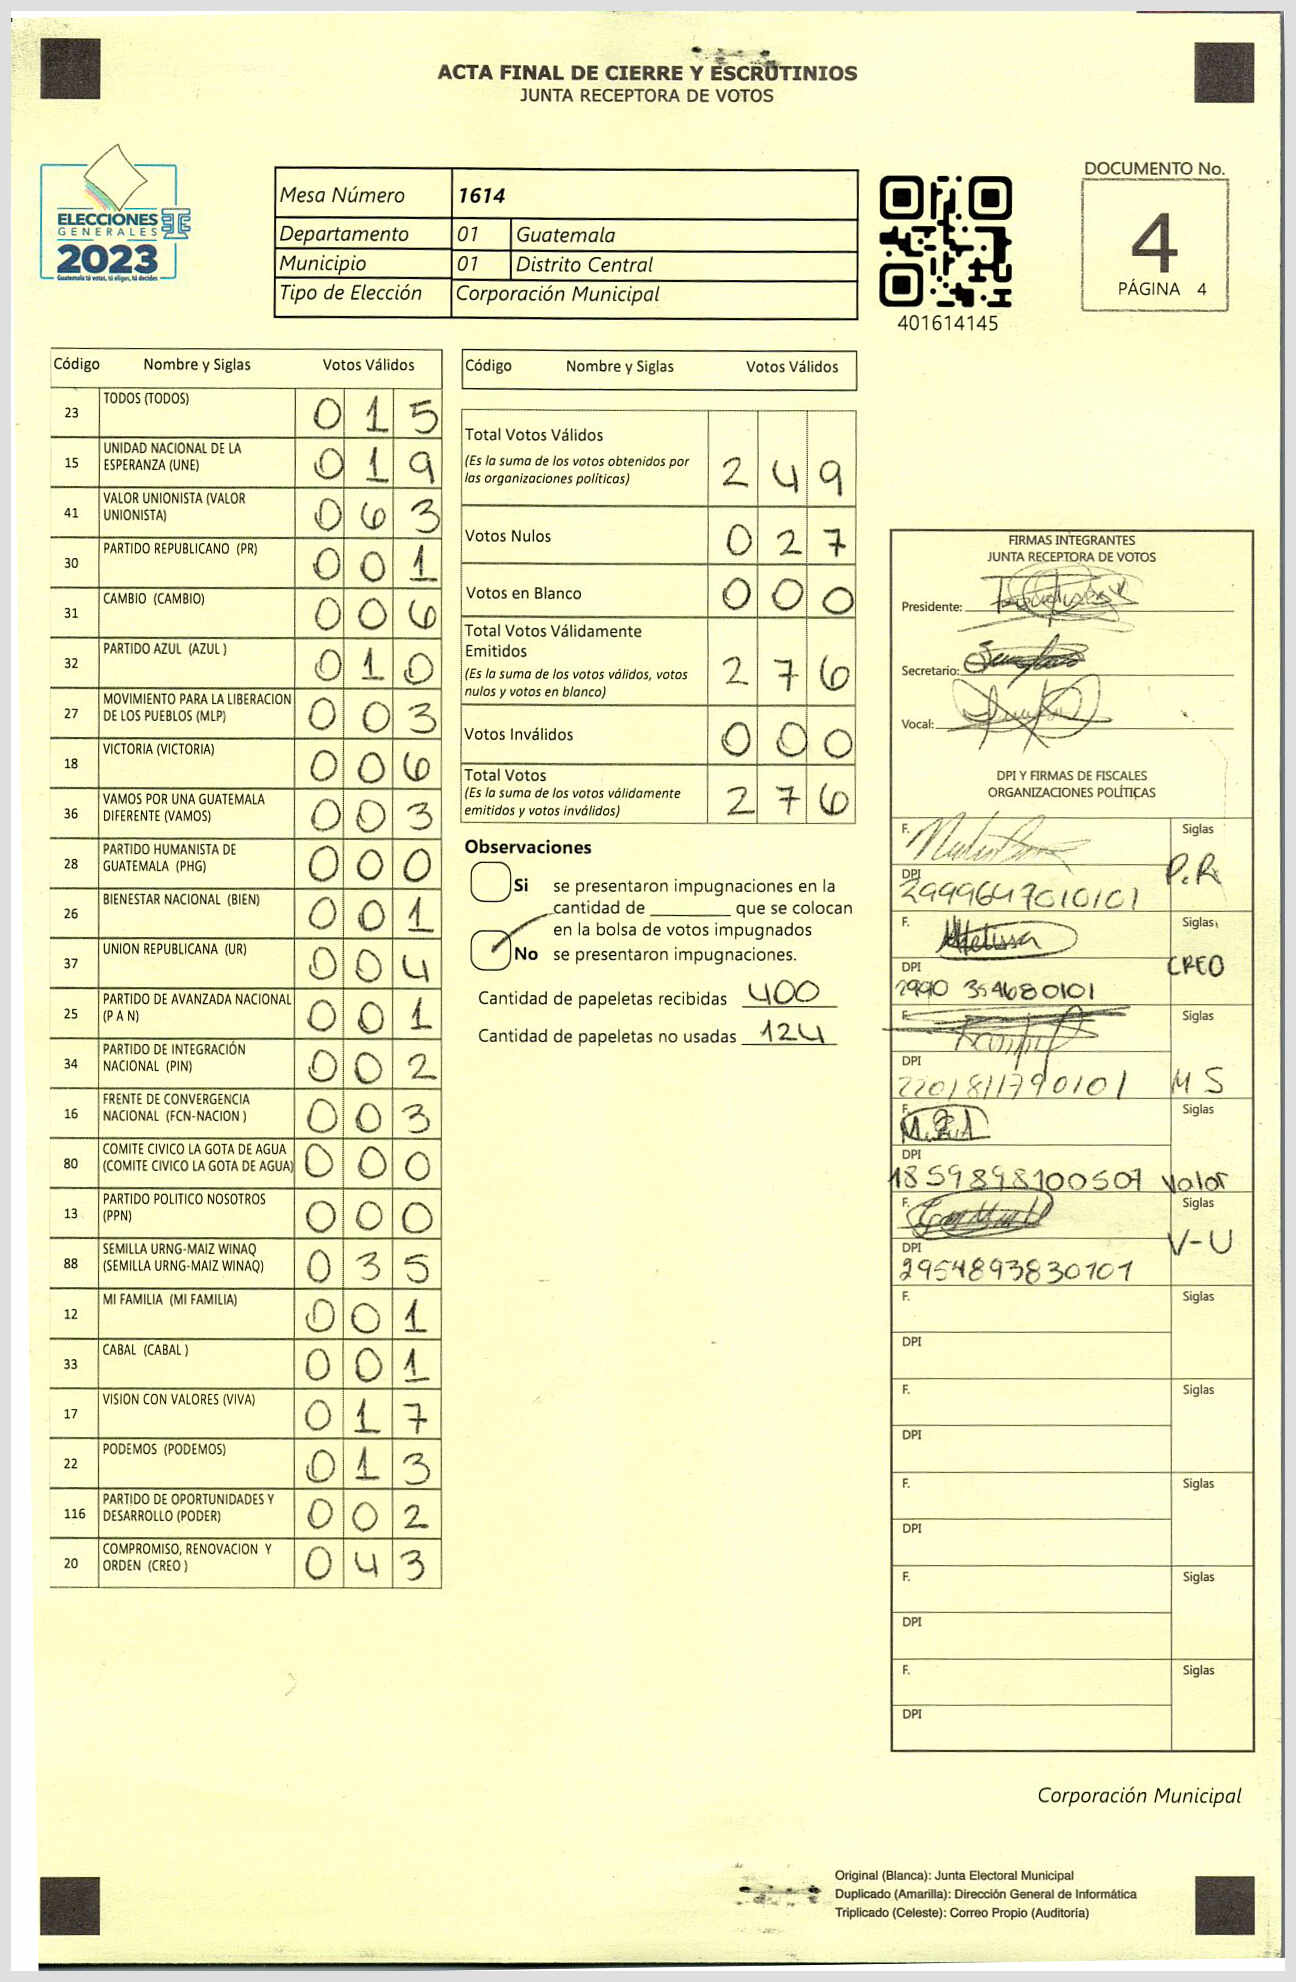 ACTA FINAL DE CIERRE Y ESCRUTINIOS
JUNTA RECEPTORA DE VOTOS
ELECCIONES
GENERALES
2023
Guatemala tú votas, tú eliges, tú decides
Mesa Número 1614
Departamento 01 Guatemala
Municipio 01 Distrito Central
Tipo de Elección Corporación Municipal
401614145
DOCUMENTO No.
4
PÁGINA 4
Código Nombre y Siglas Votos Válidos
23 TODOS (TODOS) 0 1 5
15 UNIDAD NACIONAL DE LA
ESPERANZA (UNE) 0 1 9
41 VALOR UNIONISTA (VALOR
UNIONISTA) 0 6 3
30 PARTIDO REPUBLICANO (PR) 0 0 1
31 CAMBIO (CAMBIO) 0 0 6
32 PARTIDO AZUL (AZUL ) 0 1 0
27 MOVIMIENTO PARA LA LIBERACION
DE LOS PUEBLOS (MLP) 0 0 3
18 VICTORIA (VICTORIA) 0 0 6
36 VAMOS POR UNA GUATEMALA
DIFERENTE (VAMOS) 0 0 3
28 PARTIDO HUMANISTA DE
GUATEMALA (PHG) 0 0 0
26 BIENESTAR NACIONAL (BIEN) 0 0 1
37 UNION REPUBLICANA (UR) 0 0 4
25 PARTIDO DE AVANZADA NACIONAL
(P A N) 0 0 1
34 PARTIDO DE INTEGRACIÓN
NACIONAL (PIN) 0 0 2
16 FRENTE DE CONVERGENCIA
NACIONAL (FCN-NACION ) 0 0 3
80 COMITE CIVICO LA GOTA DE AGUA
(COMITE CIVICO LA GOTA DE AGUA) 0 0 0
13 PARTIDO POLITICO NOSOTROS
(PPN) 0 0 0
88 SEMILLA URNG-MAIZ WINAQ
(SEMILLA URNG-MAIZ WINAQ) 0 3 5
12 MI FAMILIA (MI FAMILIA) 0 0 1
33 CABAL (CABAL ) 0 0 1
17 VISION CON VALORES (VIVA) 0 1 7
22 PODEMOS (PODEMOS) 0 1 3
116 PARTIDO DE OPORTUNIDADES Y
DESARROLLO (PODER) 0 0 2
20 COMPROMISO, RENOVACION Y
ORDEN (CREO ) 0 4 3
Código Nombre y Siglas Votos Válidos
Total Votos Válidos
(Es la suma de los votos obtenidos por
las organizaciones políticas) 2 4 9
Votos Nulos 0 2 7
Votos en Blanco 0 0 0
Total Votos Válidamente
Emitidos
(Es la suma de los votos válidos, votos
nulos y votos en blanco) 2 7 6
Votos Inválidos 0 0 0
Total Votos
(Es la suma de los votos válidamente
emitidos y votos inválidos) 2 7 6
Observaciones
Si se presentaron impugnaciones en la
cantidad de ________ que se colocan
en la bolsa de votos impugnados
No se presentaron impugnaciones.
Cantidad de papeletas recibidas 400
Cantidad de papeletas no usadas 124
FIRMAS INTEGRANTES
JUNTA RECEPTORA DE VOTOS
Presidente:
Secretario:
Vocal:
DPI Y FIRMAS DE FISCALES
ORGANIZACIONES POLÍTICAS
F. Siglas
P.R
DPI
2999647010101
F. Melissa Siglas
CREO
DPI
2990 354680101
F. Siglas
DPI
2201811790101 M S
F. Siglas
DPI
1859898100507 Valor
F. Siglas
V-U
DPI
2954893830101
F. Siglas
DPI
F. Siglas
DPI
F. Siglas
DPI
F. Siglas
DPI
F. Siglas
DPI
Corporación Municipal
Original (Blanca): Junta Electoral Municipal
Duplicado (Amarilla): Dirección General de Informática
Triplicado (Celeste): Correo Propio (Auditoría)